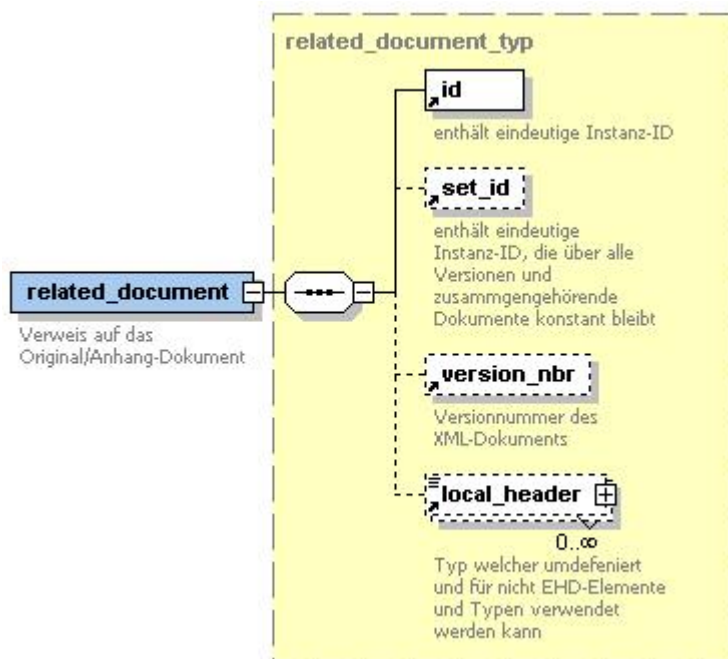 related_document_typ
id
enthält eindeutige Instanz-ID
set_id
enthält eindeutige
Instanz-ID, die über alle
Versionen und
zusammgengehörende
Dokumente konstant bleibt
related_document
Verweis auf das
Original/Anhang-Dokument
version_nbr
Versionnummer des
XML-Dokuments
local_header
0..∞
Typ welcher umdefeniert
und für nicht EHD-Elemente
und Typen verwendet
werden kann